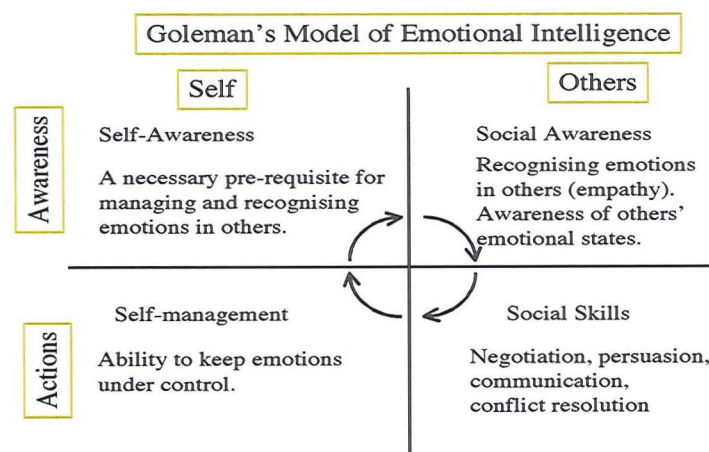 Goleman's Model of Emotional Intelligence
Self
Others
Awareness
Self-Awareness
A necessary pre-requisite for
managing and recognising
emotions in others.
Social Awareness
Recognising emotions
in others (empathy).
Awareness of others'
emotional states.
Actions
Self-management
Ability to keep emotions
under control.
Social Skills
Negotiation, persuasion,
communication,
conflict resolution